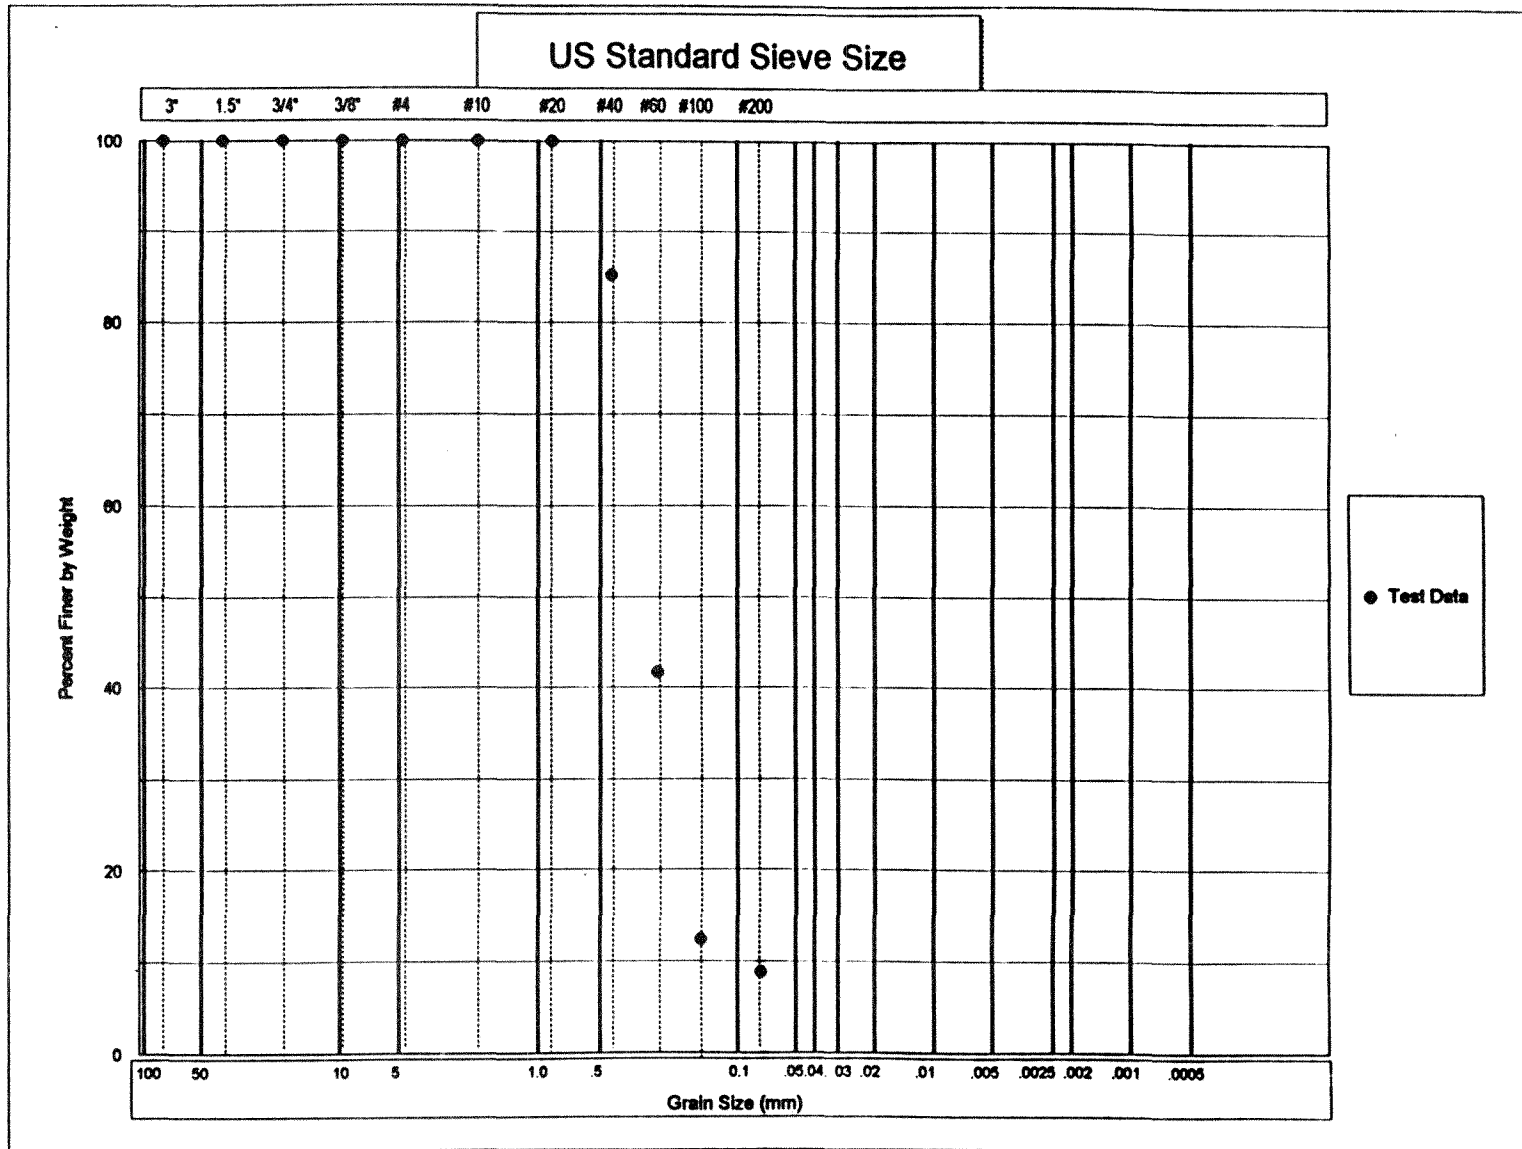 US Standard Sieve Size
3" 1.5" 3/4" 3/8" #4 #10 #20 #40 #60 #100 #200
100
80
60
40
20
0
Percent Finer by Weight
Test Data
100 50 10 5 1.0 .5 0.1 .05 .04 .03 .02 .01 .005 .0025 .002 .001 .0005
Grain Size (mm)